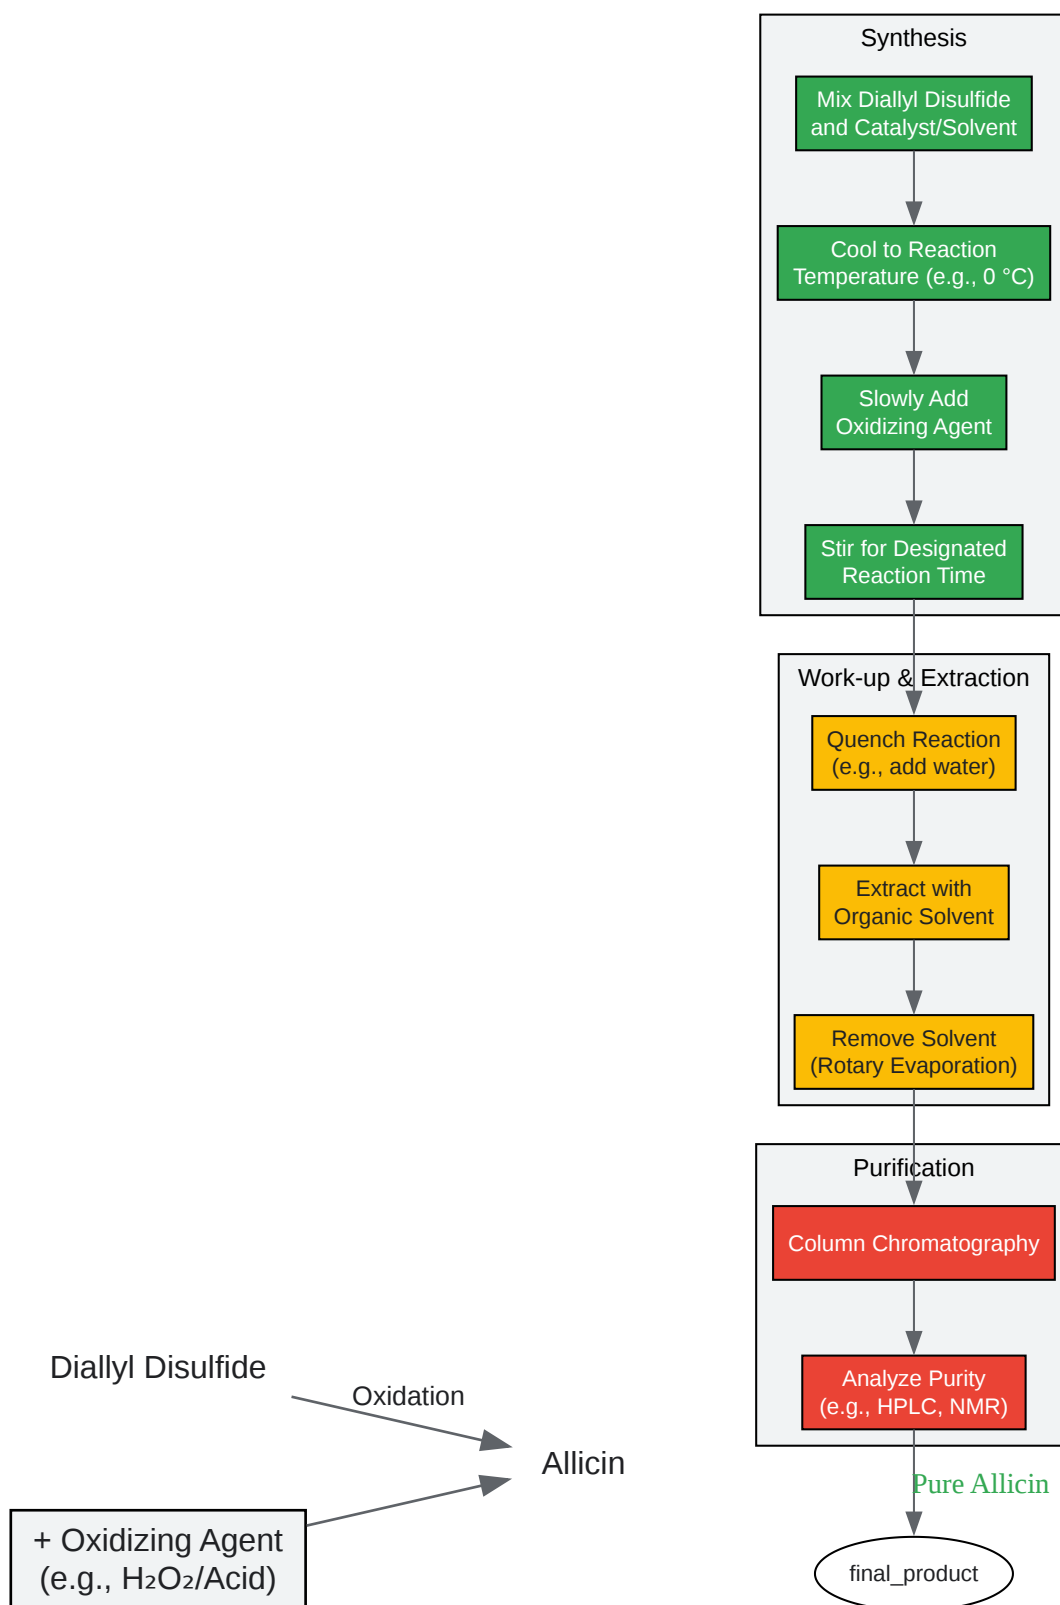 Synthesis
Mix Diallyl Disulfide
and Catalyst/Solvent
Cool to Reaction
Temperature (e.g., 0 °C)
Slowly Add
Oxidizing Agent
Stir for Designated
Reaction Time
Work-up & Extraction
Quench Reaction
(e.g., add water)
Extract with
Organic Solvent
Remove Solvent
(Rotary Evaporation)
Purification
Column Chromatography
Analyze Purity
(e.g., HPLC, NMR)
Pure Allicin
final_product
Diallyl Disulfide
Oxidation
Allicin
+ Oxidizing Agent
(e.g., H₂O₂/Acid)